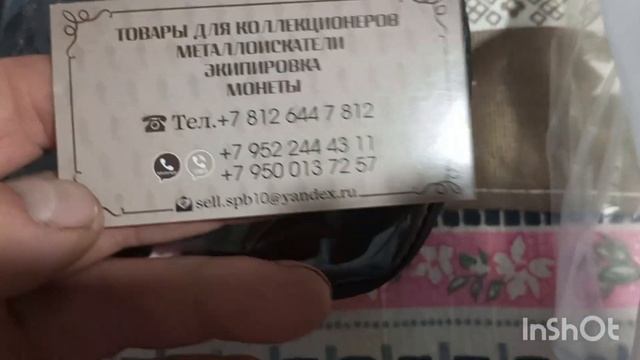 ТОВАРЫ ДЛЯ КОЛЛЕКЦИОНЕРОВ
МЕТАЛЛОИСКАТЕЛИ
ЭКИПИРОВКА
МОНЕТЫ
Тел.+7 812 644 7 812
+7 952 244 43 11
+7 950 013 72 57
sell.spb10@yandex.ru
InShOt